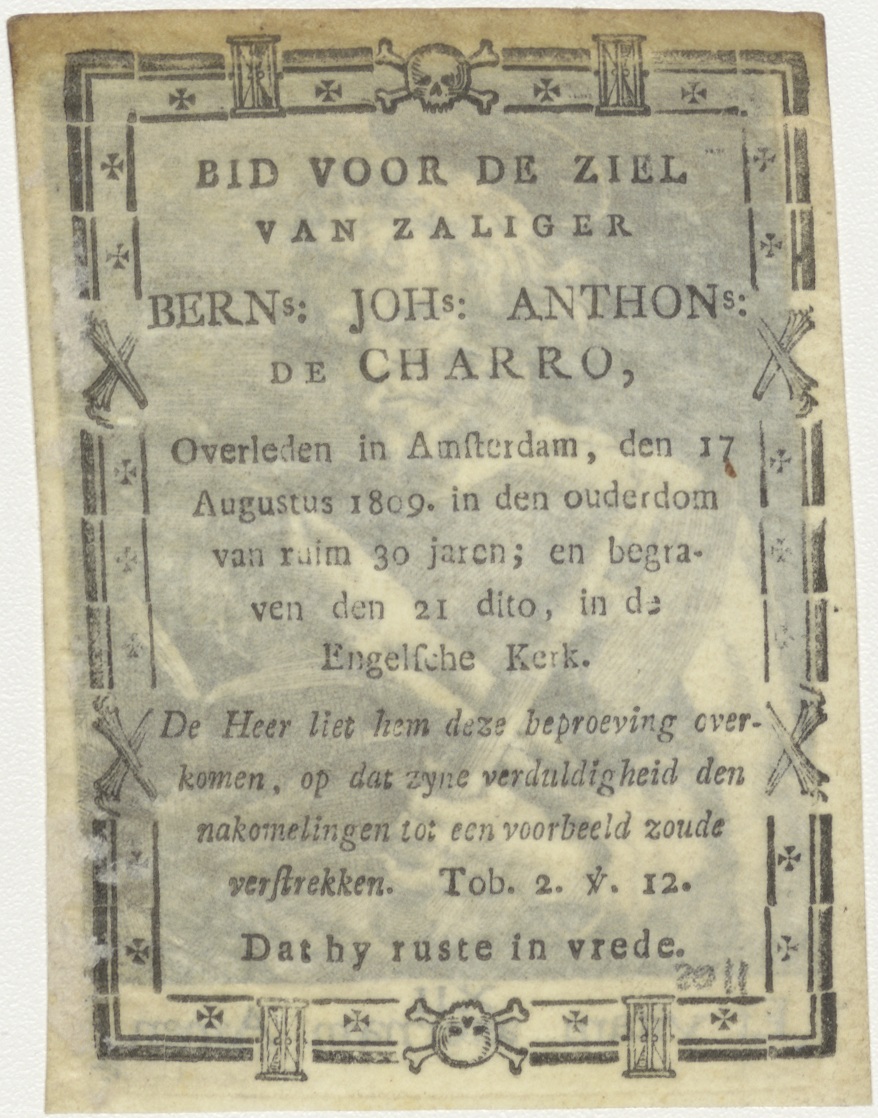 BID VOOR DE ZIEL
VAN ZALIGER
BERNs: JOHs: ANTHONs:
DE CHARRO,
Overleden in Amſterdam, den 17
Augustus 1809. in den ouderdom
van ruim 30 jaren; en begra-
ven den 21 dito, in de
Engelſche Kerk.
De Heer liet hem deze beproeving over-
komen, op dat zyne verduldigheid den
nakomelingen tot een voorbeeld zoude
verſtrekken. Tob. 2. ℣. 12.
Dat hy ruste in vrede.